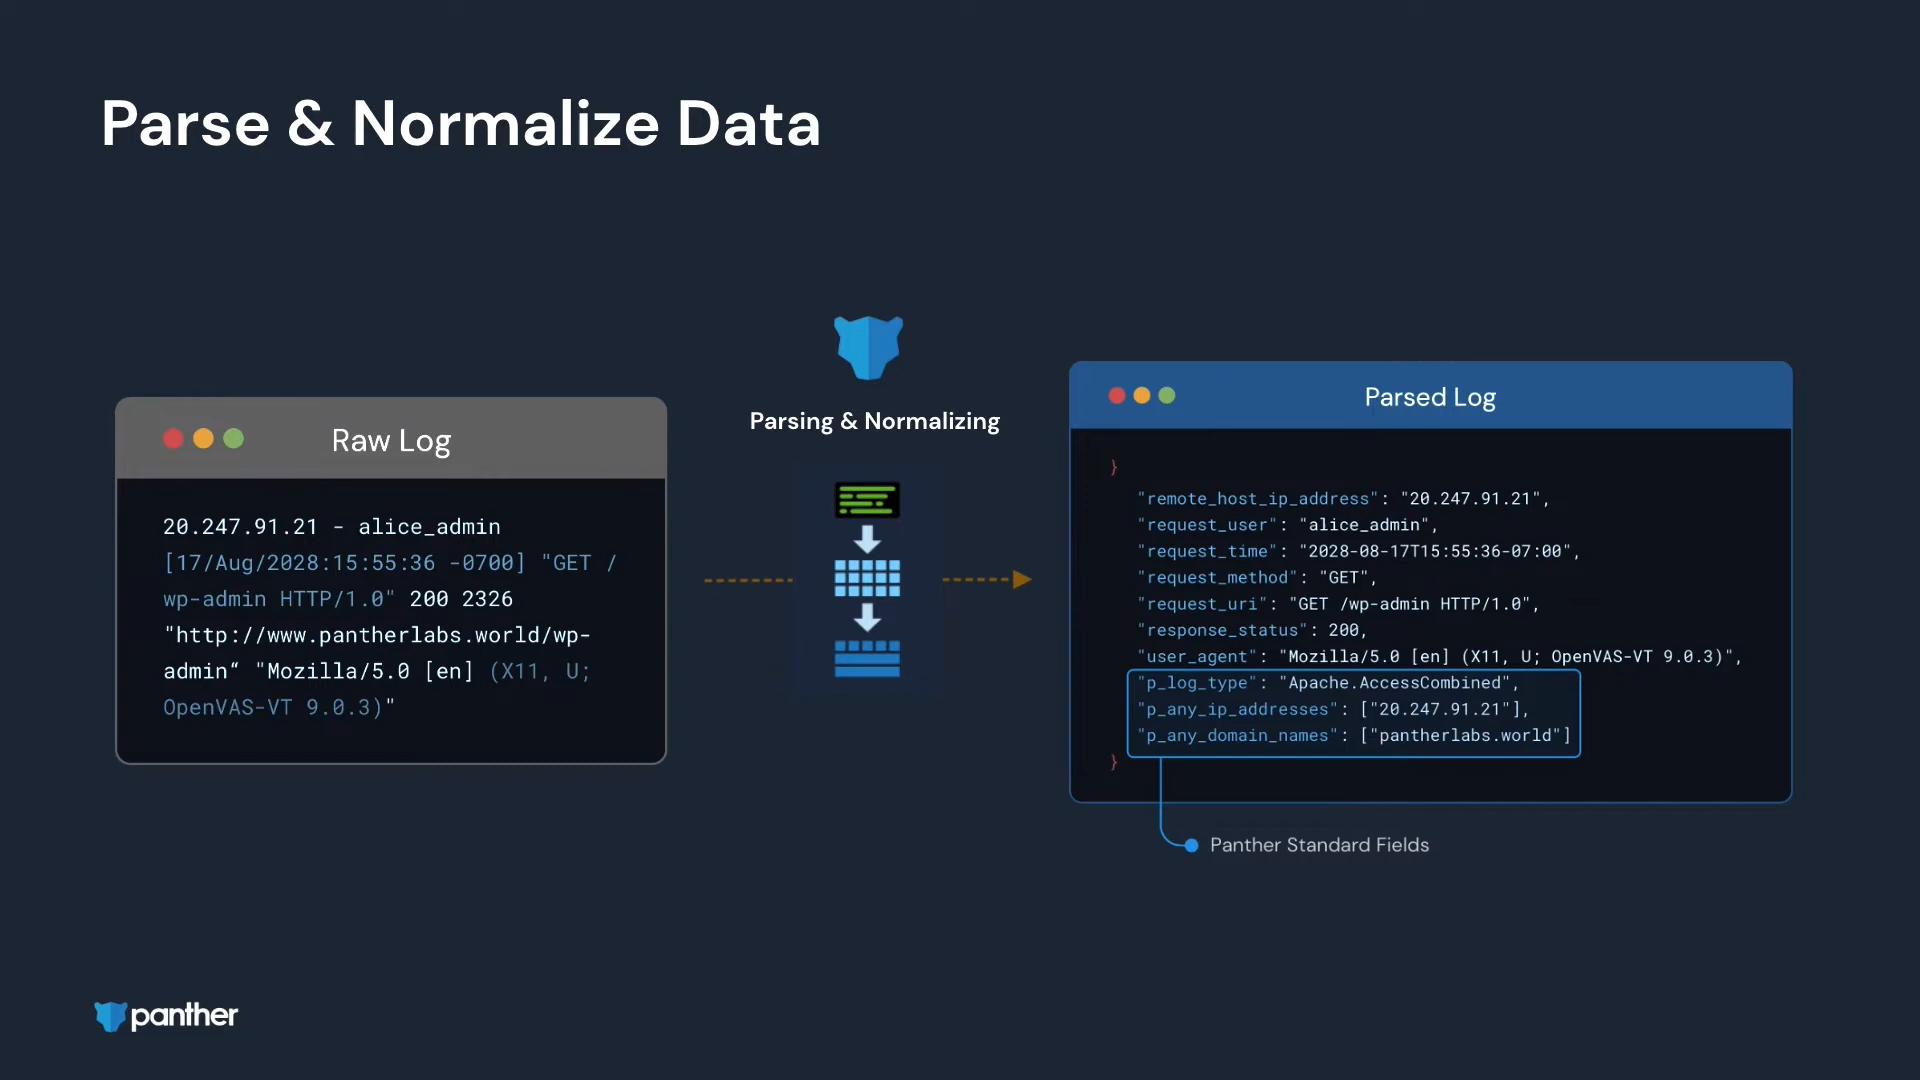 Parse & Normalize Data
Raw Log
20.247.91.21 - alice_admin
[17/Aug/2028:15:55:36 -0700] "GET /
wp-admin HTTP/1.0" 200 2326
"http://www.pantherlabs.world/wp-
admin“ "Mozilla/5.0 [en] (X11, U;
OpenVAS-VT 9.0.3)"
Parsing & Normalizing
Parsed Log
}
"remote_host_ip_address": "20.247.91.21",
"request_user": "alice_admin",
"request_time": "2028-08-17T15:55:36-07:00",
"request_method": "GET",
"request_uri": "GET /wp-admin HTTP/1.0",
"response_status": 200,
"user_agent": "Mozilla/5.0 [en] (X11, U; OpenVAS-VT 9.0.3)",
"p_log_type": "Apache.AccessCombined",
"p_any_ip_addresses": ["20.247.91.21"],
"p_any_domain_names": ["pantherlabs.world"]
}
Panther Standard Fields
panther